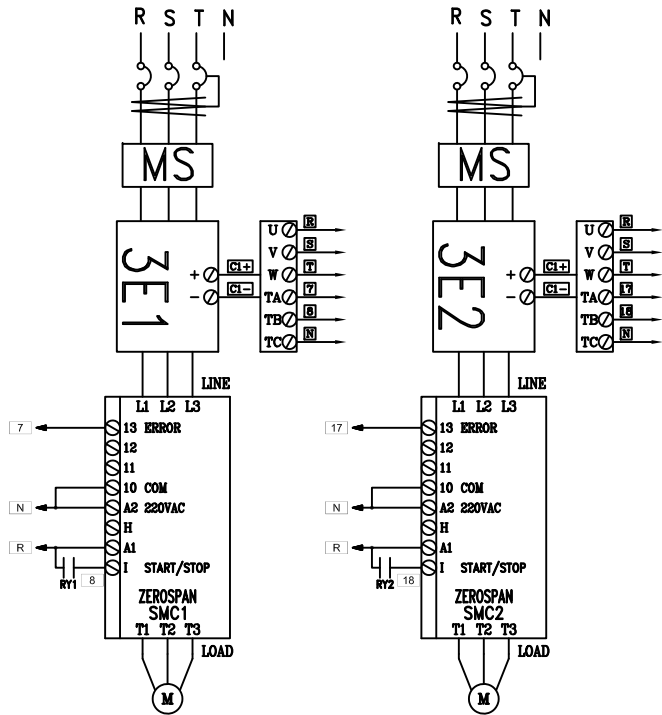 R S T N
MS
3E1
+ C1+
- C1-
U R
V S
W T
TA 7
TB 8
TC N
LINE
L1 L2 L3
7 13 ERROR
12
11
10 COM
N A2 220VAC
H
R A1
RY1 8 I START/STOP
ZEROSPAN
SMC1
T1 T2 T3
LOAD
M
R S T N
MS
3E2
+ C1+
- C1-
U R
V S
W T
TA 17
TB 18
TC N
LINE
L1 L2 L3
17 13 ERROR
12
11
10 COM
N A2 220VAC
H
R A1
RY2 18 I START/STOP
ZEROSPAN
SMC2
T1 T2 T3
LOAD
M